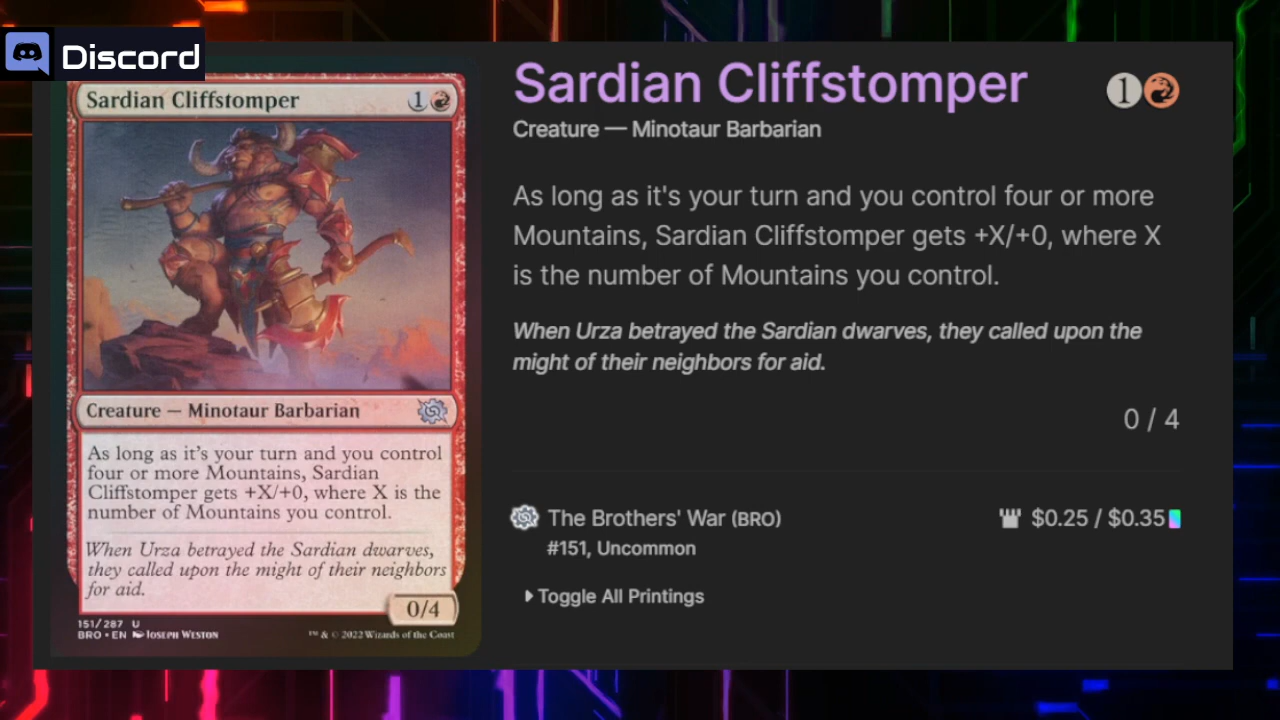 Discord
Sardian Cliffstomper 1
Creature — Minotaur Barbarian
As long as it's your turn and you control
four or more Mountains, Sardian
Cliffstomper gets +X/+0, where X is the
number of Mountains you control.
When Urza betrayed the Sardian dwarves,
they called upon the might of their neighbors
for aid.
0/4
151/287 U
BRO • EN Joseph Weston
™ & © 2022 Wizards of the Coast
Sardian Cliffstomper 1
Creature — Minotaur Barbarian
As long as it's your turn and you control four or more
Mountains, Sardian Cliffstomper gets +X/+0, where X
is the number of Mountains you control.
When Urza betrayed the Sardian dwarves, they called upon the
might of their neighbors for aid.
0 / 4
The Brothers' War (BRO)
#151, Uncommon
$0.25 / $0.35
Toggle All Printings